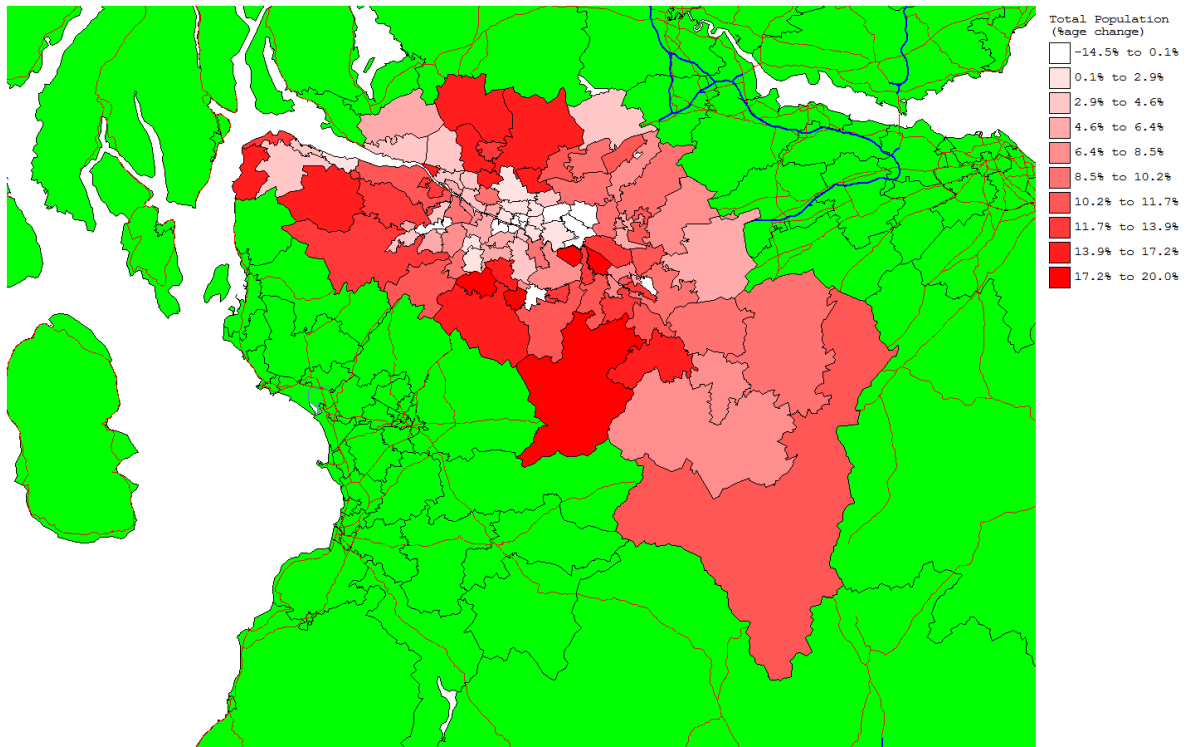 Total Population
(%age change)
-14.5% to 0.1%
0.1% to 2.9%
2.9% to 4.6%
4.6% to 6.4%
6.4% to 8.5%
8.5% to 10.2%
10.2% to 11.7%
11.7% to 13.9%
13.9% to 17.2%
17.2% to 20.0%